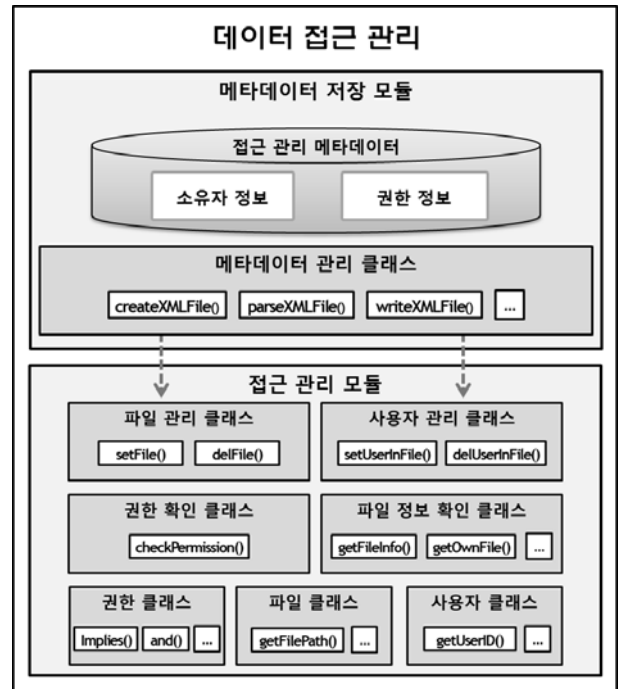 데이터 접근 관리
메타데이터 저장 모듈
접근 관리 메타데이터
소유자 정보 권한 정보
메타데이터 관리 클래스
createXMLFile() parseXMLFile() writeXMLFile() ...
접근 관리 모듈
파일 관리 클래스 사용자 관리 클래스
setFile() delFile() setUserInFile() delUserInFile()
권한 확인 클래스 파일 정보 확인 클래스
checkPermission() getFileInfo() getOwnFile() ...
권한 클래스 파일 클래스 사용자 클래스
Implies() and() ... getFilePath() ... getUserID() ...